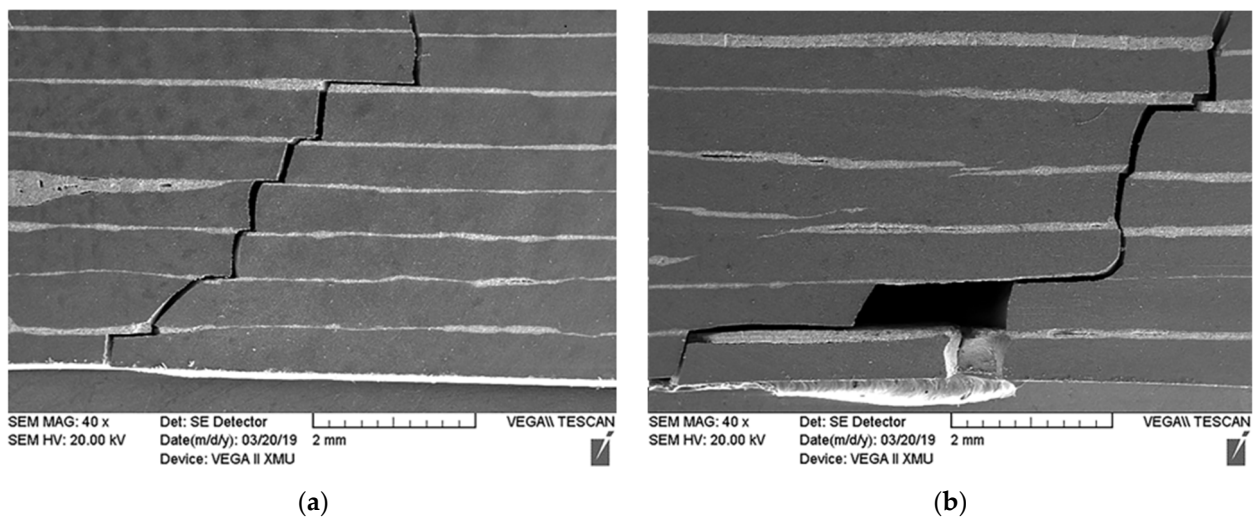 SEM MAG: 40 x Det: SE Detector
SEM HV: 20.00 kV Date(m/d/y): 03/20/19 2 mm VEGA\\ TESCAN
Device: VEGA II XMU
(a)
SEM MAG: 40 x Det: SE Detector
SEM HV: 20.00 kV Date(m/d/y): 03/20/19 2 mm VEGA\\ TESCAN
Device: VEGA II XMU
(b)